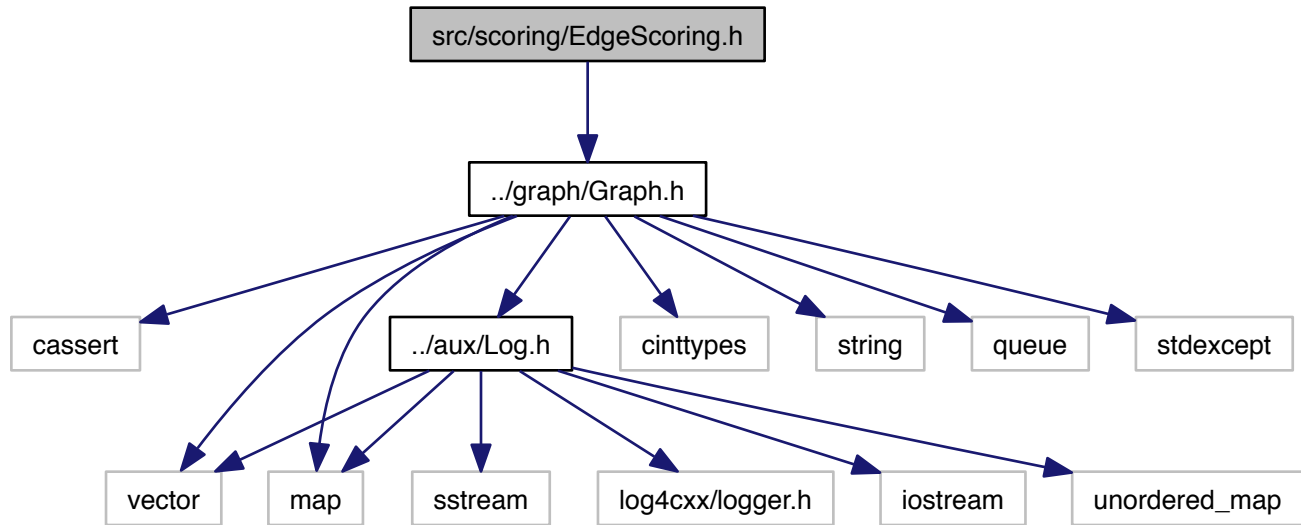 src/scoring/EdgeScoring.h
../graph/Graph.h
cassert
../aux/Log.h
cinttypes
string
queue
stdexcept
vector
map
sstream
log4cxx/logger.h
iostream
unordered_map